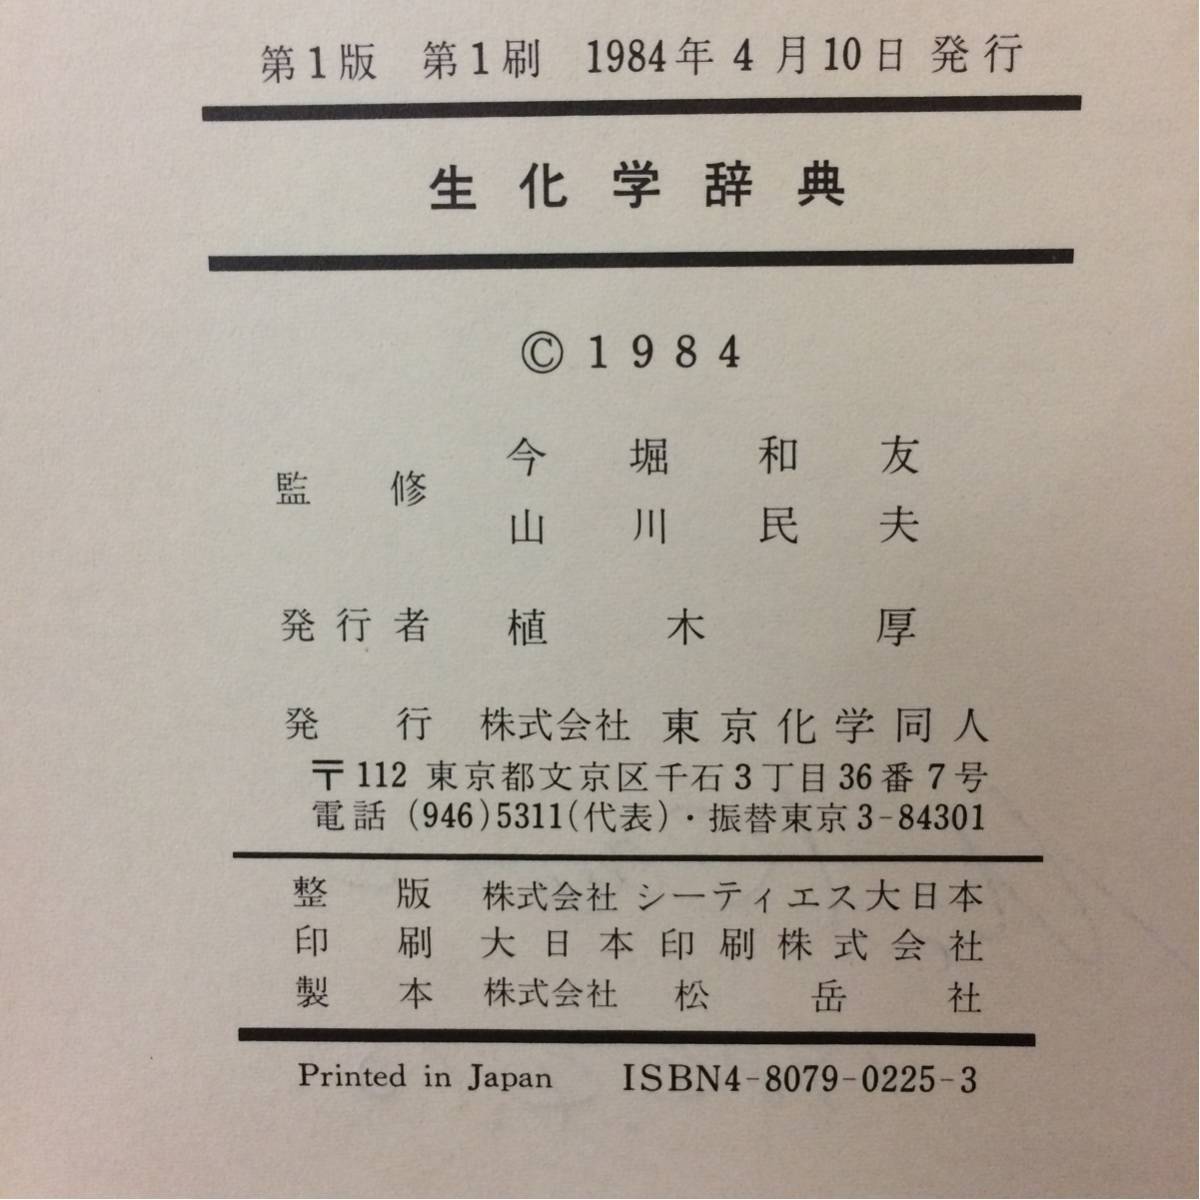 第1版 第1刷 1984年4月10日 発行
生化学辞典
© 1984
監修 今堀和友
山川民夫
発行者 植木厚
発行 株式会社 東京化学同人
〒112 東京都文京区千石3丁目36番7号
電話 (946)5311(代表)・振替東京3-84301
整版 株式会社 シーティエス大日本
印刷 大日本印刷株式会社
製本 株式会社 松岳社
Printed in Japan ISBN4-8079-0225-3